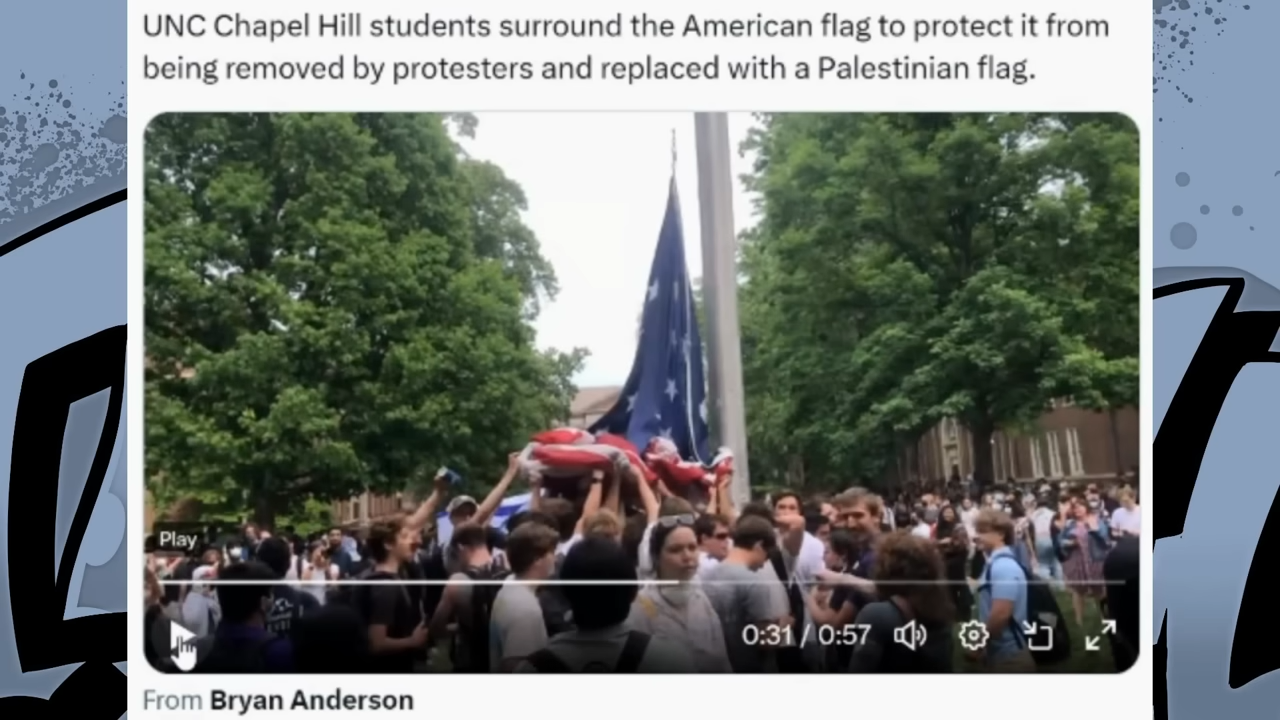 UNC Chapel Hill students surround the American flag to protect it from
being removed by protesters and replaced with a Palestinian flag.
Play
0:31 / 0:57
From Bryan Anderson